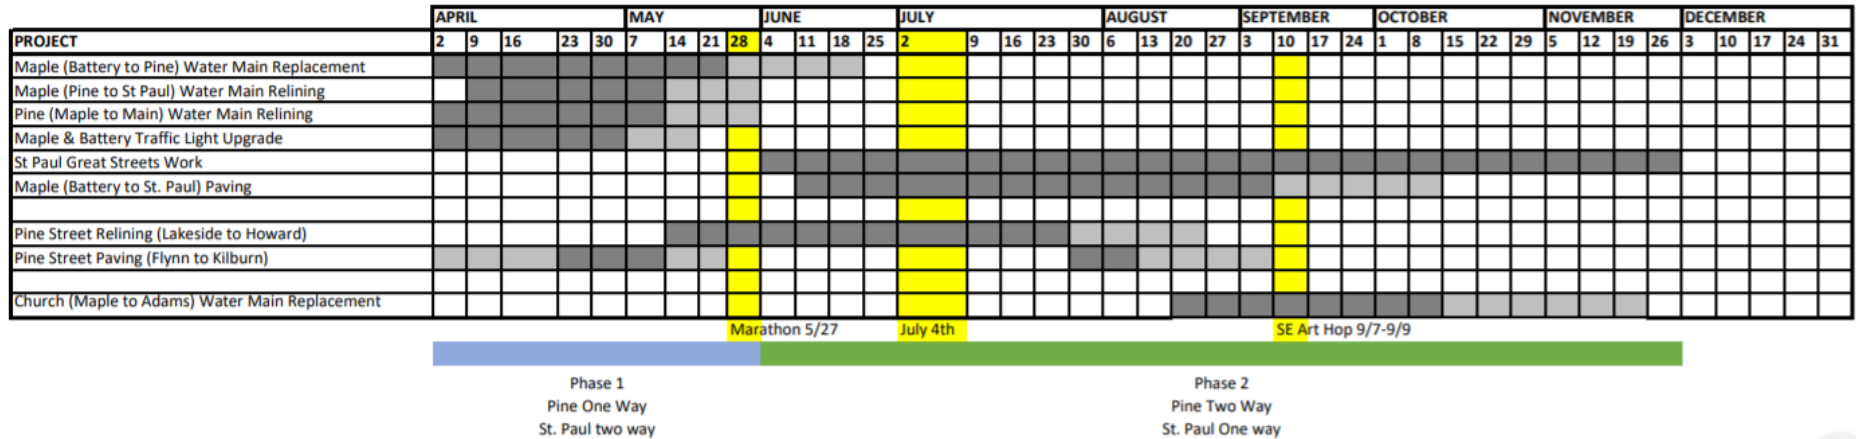 APRIL MAY JUNE JULY AUGUST SEPTEMBER OCTOBER NOVEMBER DECEMBER
PROJECT 2 9 16 23 30 7 14 21 28 4 11 18 25 2 9 16 23 30 6 13 20 27 3 10 17 24 1 8 15 22 29 5 12 19 26 3 10 17 24 31
Maple (Battery to Pine) Water Main Replacement
Maple (Pine to St Paul) Water Main Relining
Pine (Maple to Main) Water Main Relining
Maple & Battery Traffic Light Upgrade
St Paul Great Streets Work
Maple (Battery to St. Paul) Paving
Pine Street Relining (Lakeside to Howard)
Pine Street Paving (Flynn to Kilburn)
Church (Maple to Adams) Water Main Replacement
Marathon 5/27 July 4th SE Art Hop 9/7-9/9
Phase 1 Phase 2
Pine One Way Pine Two Way
St. Paul two way St. Paul One way